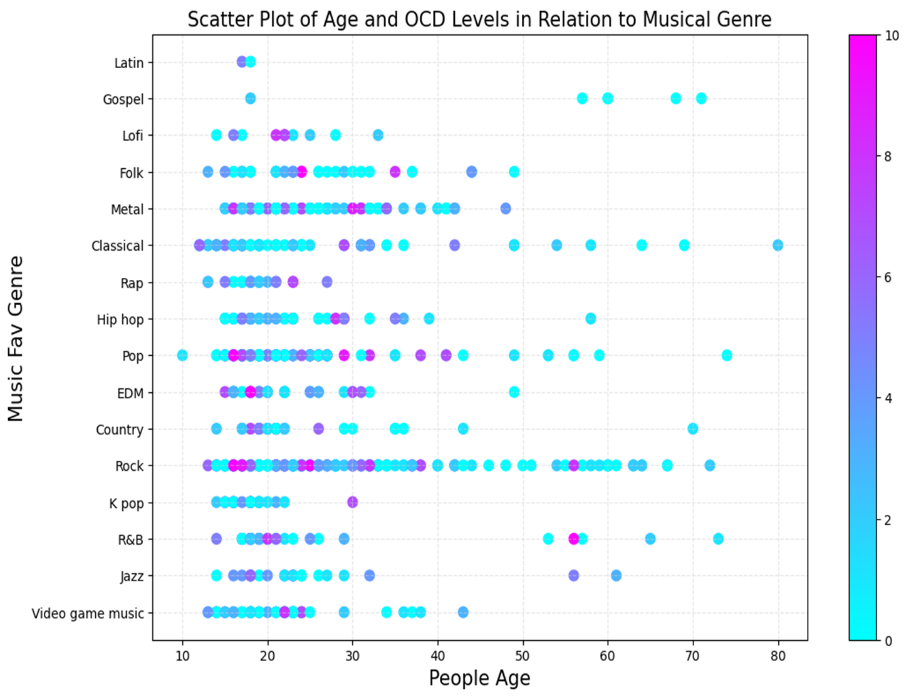 Scatter Plot of Age and OCD Levels in Relation to Musical Genre
Music Fav Genre
Latin
Gospel
Lofi
Folk
Metal
Classical
Rap
Hip hop
Pop
EDM
Country
Rock
K pop
R&B
Jazz
Video game music
10 20 30 40 50 60 70 80
People Age
10
8
6
4
2
0